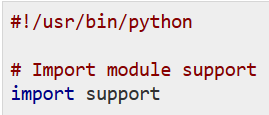 #!/usr/bin/python
# Import module support
import support